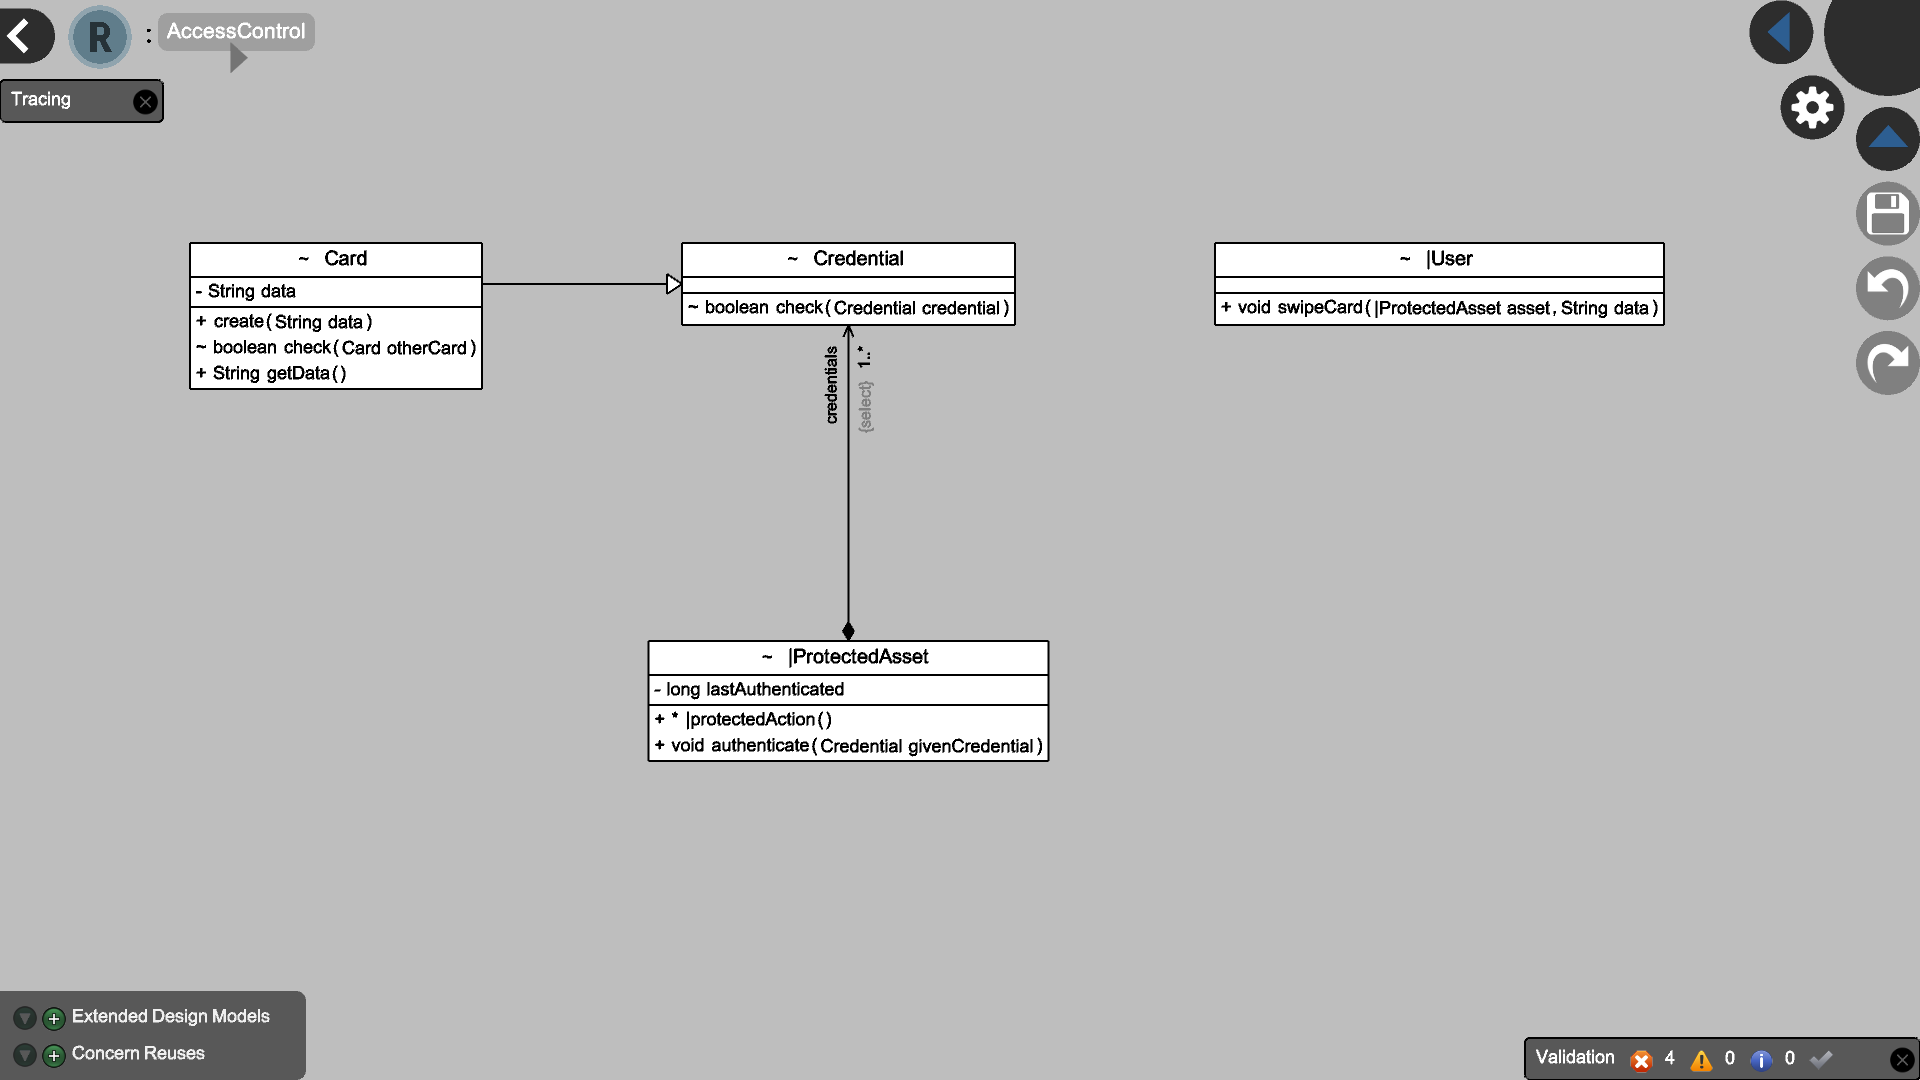 R : AccessControl
Tracing
~ Card
- String data
+ create(String data)
~ boolean check(Card otherCard)
+ String getData()
~ Credential
~ boolean check(Credential credential)
~ |User
+ void swipeCard(|ProtectedAsset asset, String data)
credentials
1..*
{select}
~ |ProtectedAsset
- long lastAuthenticated
+ * |protectedAction()
+ void authenticate(Credential givenCredential)
Extended Design Models
Concern Reuses
Validation 4 0 0